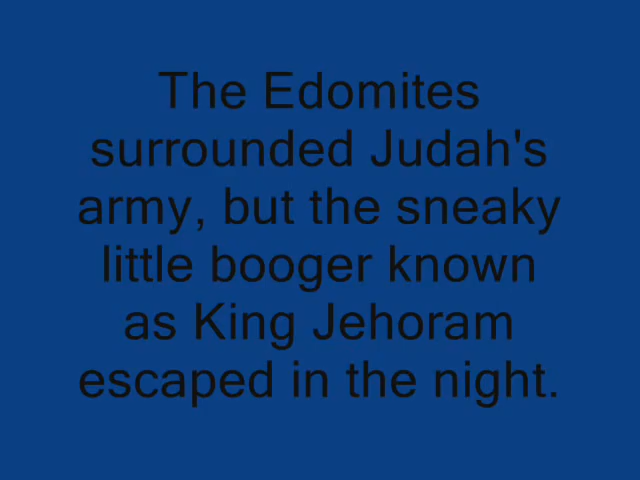 The Edomites
surrounded Judah's
army, but the sneaky
little booger known
as King Jehoram
escaped in the night.